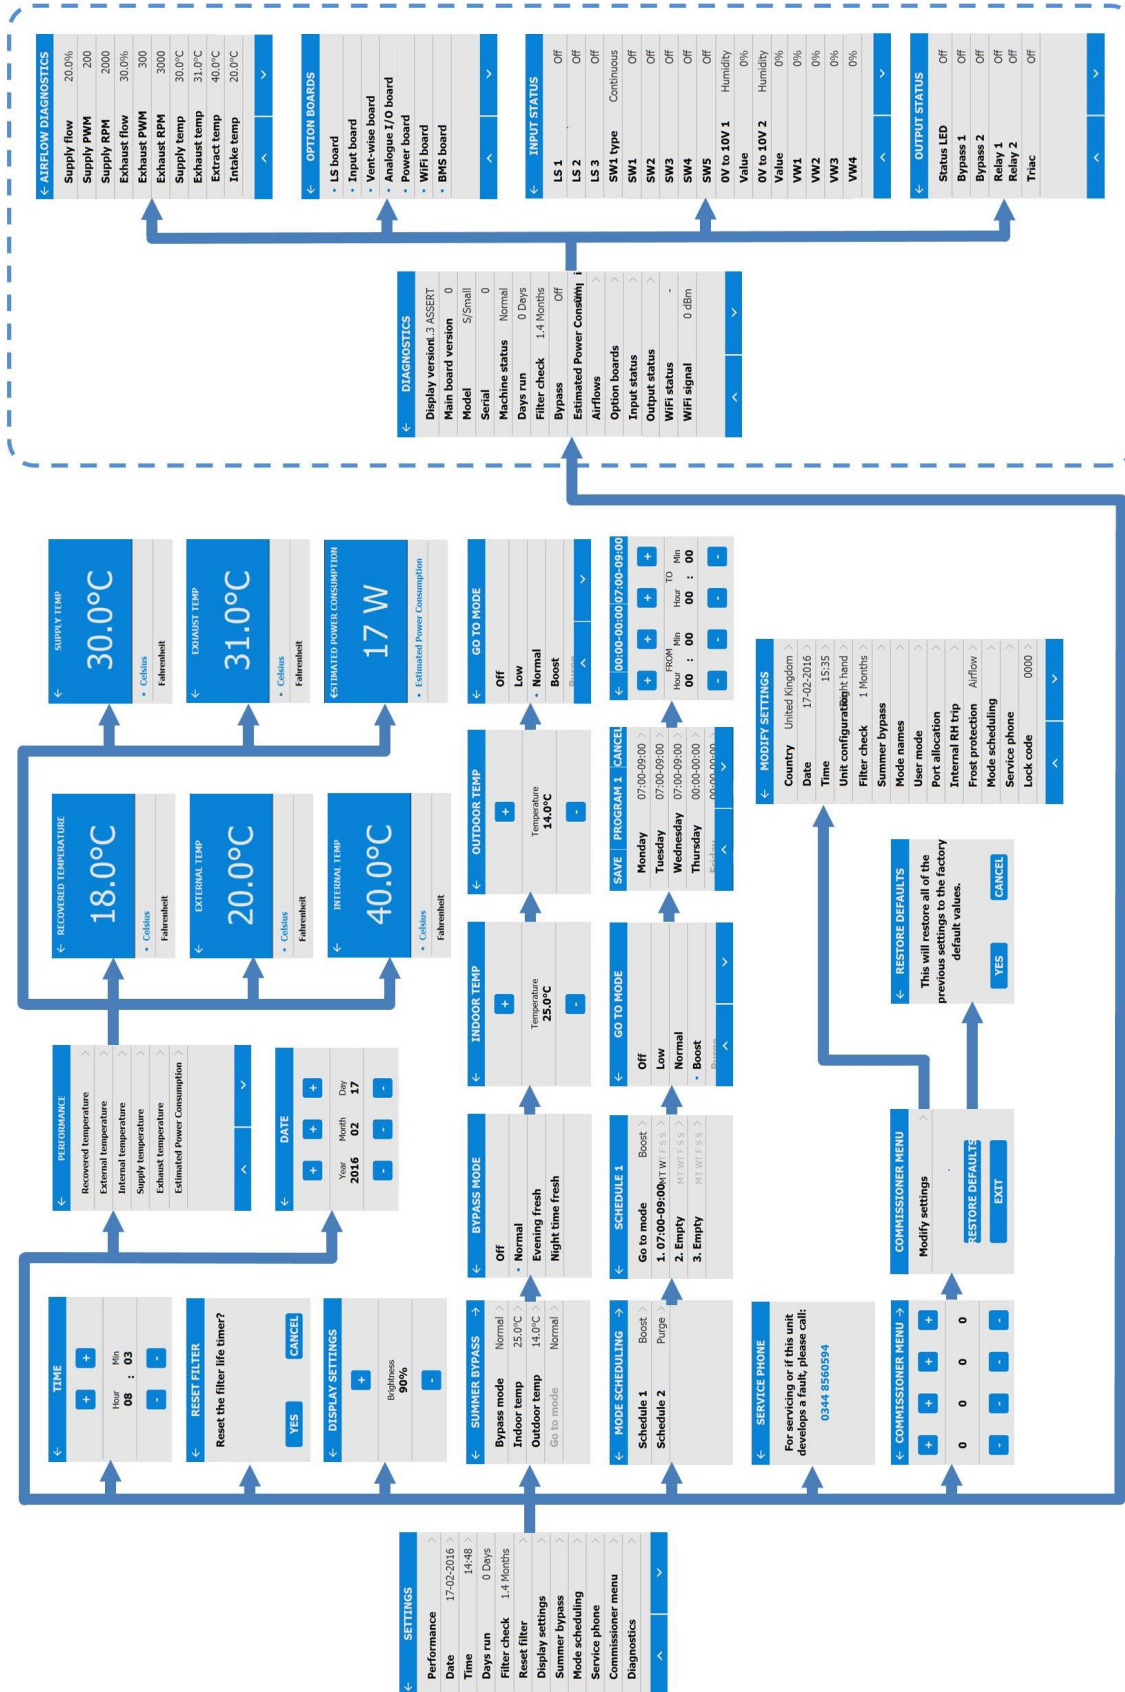 ← SETTINGS
Performance >
Date 17-02-2016 >
Time 14:48 >
Days run 0 Days
Filter check 1.4 Months
Reset filter >
Display settings >
Summer bypass >
Mode scheduling >
Service phone >
Commissioner menu >
Diagnostics >
← TIME
+ +
Hour Min
08 : 03
- -
← RESET FILTER
Reset the filter life timer?
YES CANCEL
← DISPLAY SETTINGS
+
Brightness
90%
-
← SUMMER BYPASS →
Bypass mode Normal >
Indoor temp 25.0°C >
Outdoor temp 14.0°C >
Go to mode Normal >
← MODE SCHEDULING →
Schedule 1 Boost >
Schedule 2 Purge >
← SERVICE PHONE
For servicing or if this unit
develops a fault, please call:
0344 8560594
← COMMISSIONER MENU →
+ + + +
0 0 0 0
- - - -
← PERFORMANCE
Recovered temperature >
External temperature >
Internal temperature >
Supply temperature >
Exhaust temperature >
Estimated Power Consumption >
← DATE
+ + +
Year Month Day
2016 02 17
- - -
← BYPASS MODE
Off
• Normal
Evening fresh
Night time fresh
← SCHEDULE 1
Go to mode Boost >
1. 07:00-09:00 M T W T F S S >
2. Empty M T W T F S S >
3. Empty M T W T F S S >
← COMMISSIONER MENU
Modify settings >
RESTORE DEFAULTS
EXIT
← RECOVERED TEMPERATURE
18.0°C
• Celsius
Fahrenheit
← EXTERNAL TEMP
20.0°C
• Celsius
Fahrenheit
← INTERNAL TEMP
40.0°C
• Celsius
Fahrenheit
← INDOOR TEMP
+
Temperature
25.0°C
-
← GO TO MODE
Off
Low
Normal
• Boost
Purge
← RESTORE DEFAULTS
This will restore all of the
previous settings to the factory
default values.
YES CANCEL
← SUPPLY TEMP
30.0°C
• Celsius
Fahrenheit
← EXHAUST TEMP
31.0°C
• Celsius
Fahrenheit
← ESTIMATED POWER CONSUMPTION
17 W
• Estimated Power Consumption
← OUTDOOR TEMP
+
Temperature
14.0°C
-
← GO TO MODE
Off
Low
• Normal
Boost
Purge
SAVE PROGRAM 1 CANCEL
Monday 07:00-09:00 >
Tuesday 07:00-09:00 >
Wednesday 07:00-09:00 >
Thursday 00:00-00:00 >
Friday 00:00-00:00 >
← 00:00-00:00 07:00-09:00
+ + + +
FROM TO
Hour Min Hour Min
00 : 00 00 : 00
- - - -
← MODIFY SETTINGS
Country United Kingdom >
Date 17-02-2016 >
Time 15:35 >
Unit configuration Right hand >
Filter check 1 Months >
Summer bypass >
Mode names >
User mode >
Port allocation >
Internal RH trip >
Frost protection Airflow >
Mode scheduling >
Service phone >
Lock code 0000 >
← DIAGNOSTICS
Display version 1.3 ASSERT
Main board version 0
Model S/Small
Serial 0
Machine status Normal
Days run 0 Days
Filter check 1.4 Months
Bypass Off
Estimated Power Consump
Airflows >
Option boards >
Input status >
Output status >
WiFi status -
WiFi signal 0 dBm
← AIRFLOW DIAGNOSTICS
Supply flow 20.0%
Supply PWM 200
Supply RPM 2000
Exhaust flow 30.0%
Exhaust PWM 300
Exhaust RPM 3000
Supply temp 30.0°C
Exhaust temp 31.0°C
Extract temp 40.0°C
Intake temp 20.0°C
← OPTION BOARDS
• LS board
• Input board
• Vent-wise board
• Analogue I/O board
• Power board
• WiFi board
• BMS board
← INPUT STATUS
LS 1 Off
LS 2 Off
LS 3 Off
SW1 type Continuous
SW1 Off
SW2 Off
SW3 Off
SW4 Off
SW5 Off
0V to 10V 1 Humidity
Value 0%
0V to 10V 2 Humidity
Value 0%
VW1 0%
VW2 0%
VW3 0%
VW4 0%
← OUTPUT STATUS
Status LED Off
Bypass 1 Off
Bypass 2 Off
Relay 1 Off
Relay 2 Off
Triac Off